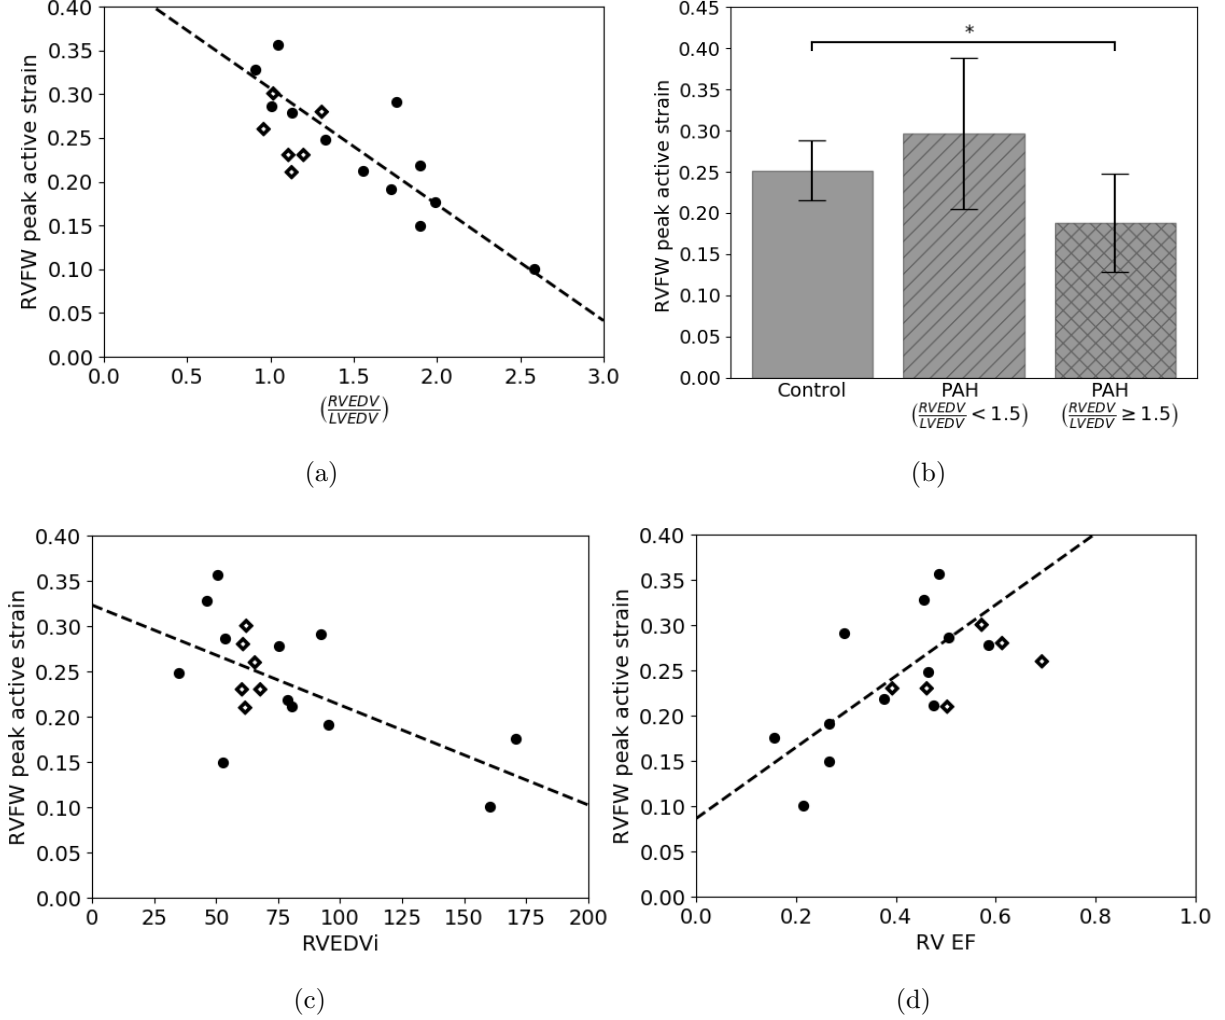 0.40
0.35
0.30
0.25
0.20
0.15
0.10
0.05
0.00
RVFW peak active strain
0.0 0.5 1.0 1.5 2.0 2.5 3.0
(RVEDV/LVEDV)
(a)
0.45
0.40
0.35
0.30
0.25
0.20
0.15
0.10
0.05
0.00
RVFW peak active strain
*
Control PAH PAH
(RVEDV/LVEDV < 1.5) (RVEDV/LVEDV ≥ 1.5)
(b)
0.40
0.35
0.30
0.25
0.20
0.15
0.10
0.05
0.00
RVFW peak active strain
0 25 50 75 100 125 150 175 200
RVEDVi
(c)
0.40
0.35
0.30
0.25
0.20
0.15
0.10
0.05
0.00
RVFW peak active strain
0.0 0.2 0.4 0.6 0.8 1.0
RV EF
(d)